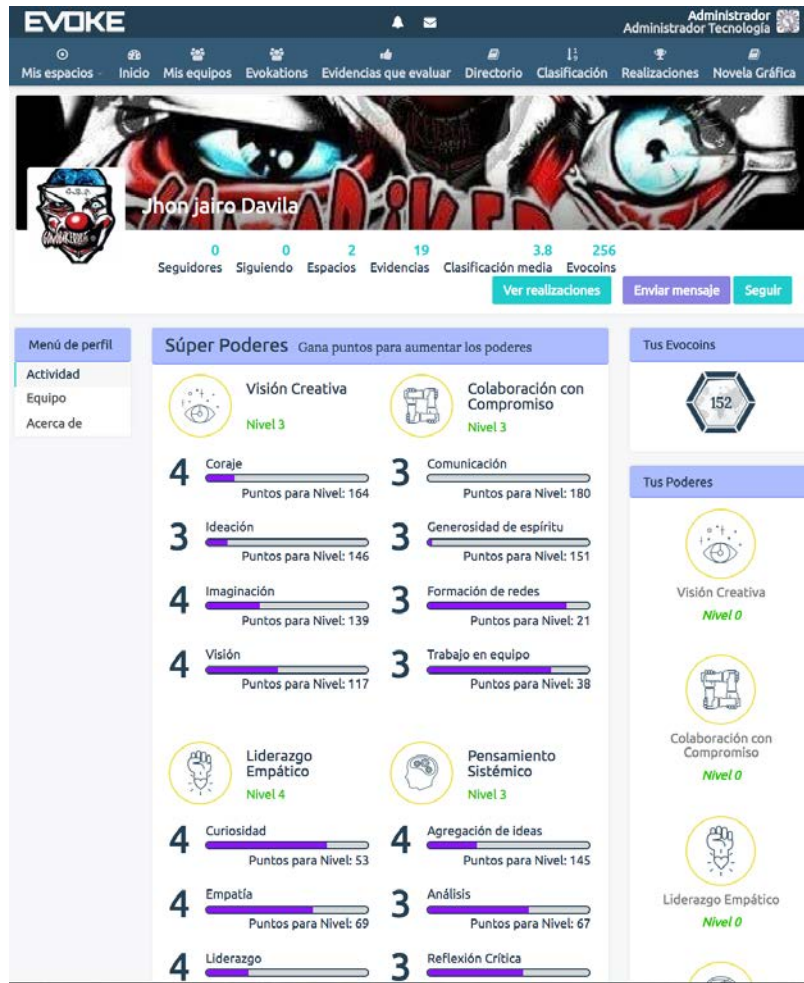 EVOKE
Administrador
Administrador Tecnología
Mis espacios
Inicio
Mis equipos
Evokations
Evidencias que evaluar
Directorio
Clasificación
Realizaciones
Novela Gráfica
Jhon jairo Davila
0 0 2 19 3.8 256
Seguidores Siguiendo Espacios Evidencias Clasificación media Evocoins
Ver realizaciones
Enviar mensaje
Seguir
Menú de perfil
Actividad
Equipo
Acerca de
Súper Poderes Gana puntos para aumentar los poderes
Visión Creativa
Nivel 3
4 Coraje
Puntos para Nivel: 164
3 Ideación
Puntos para Nivel: 146
4 Imaginación
Puntos para Nivel: 139
4 Visión
Puntos para Nivel: 117
Colaboración con
Compromiso
Nivel 3
3 Comunicación
Puntos para Nivel: 180
3 Generosidad de espíritu
Puntos para Nivel: 151
3 Formación de redes
Puntos para Nivel: 21
3 Trabajo en equipo
Puntos para Nivel: 38
Liderazgo
Empático
Nivel 4
4 Curiosidad
Puntos para Nivel: 53
4 Empatía
Puntos para Nivel: 69
4 Liderazgo
Pensamiento
Sistémico
Nivel 3
4 Agregación de ideas
Puntos para Nivel: 145
3 Análisis
Puntos para Nivel: 67
3 Reflexión Crítica
Tus Evocoins
152
Tus Poderes
Visión Creativa
Nivel 0
Colaboración con
Compromiso
Nivel 0
Liderazgo Empático
Nivel 0